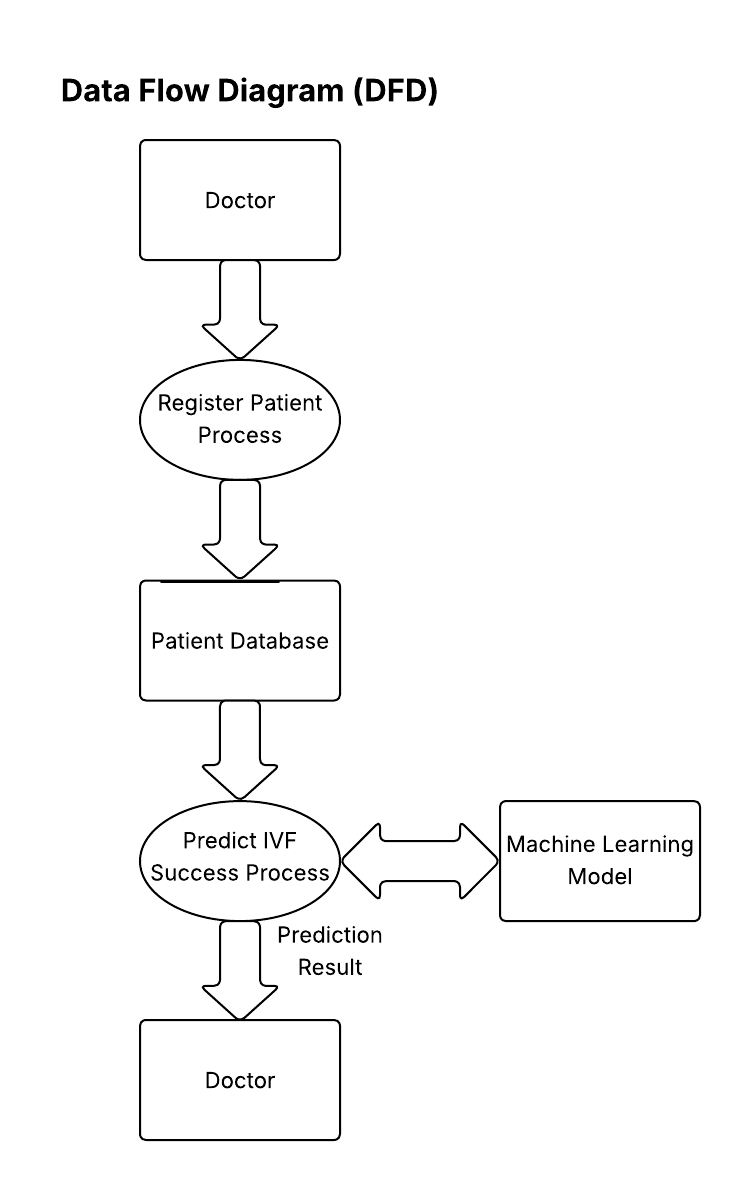 Data Flow Diagram (DFD)
Doctor
Register Patient
Process
Patient Database
Predict IVF
Success Process
Machine Learning
Model
Prediction
Result
Doctor